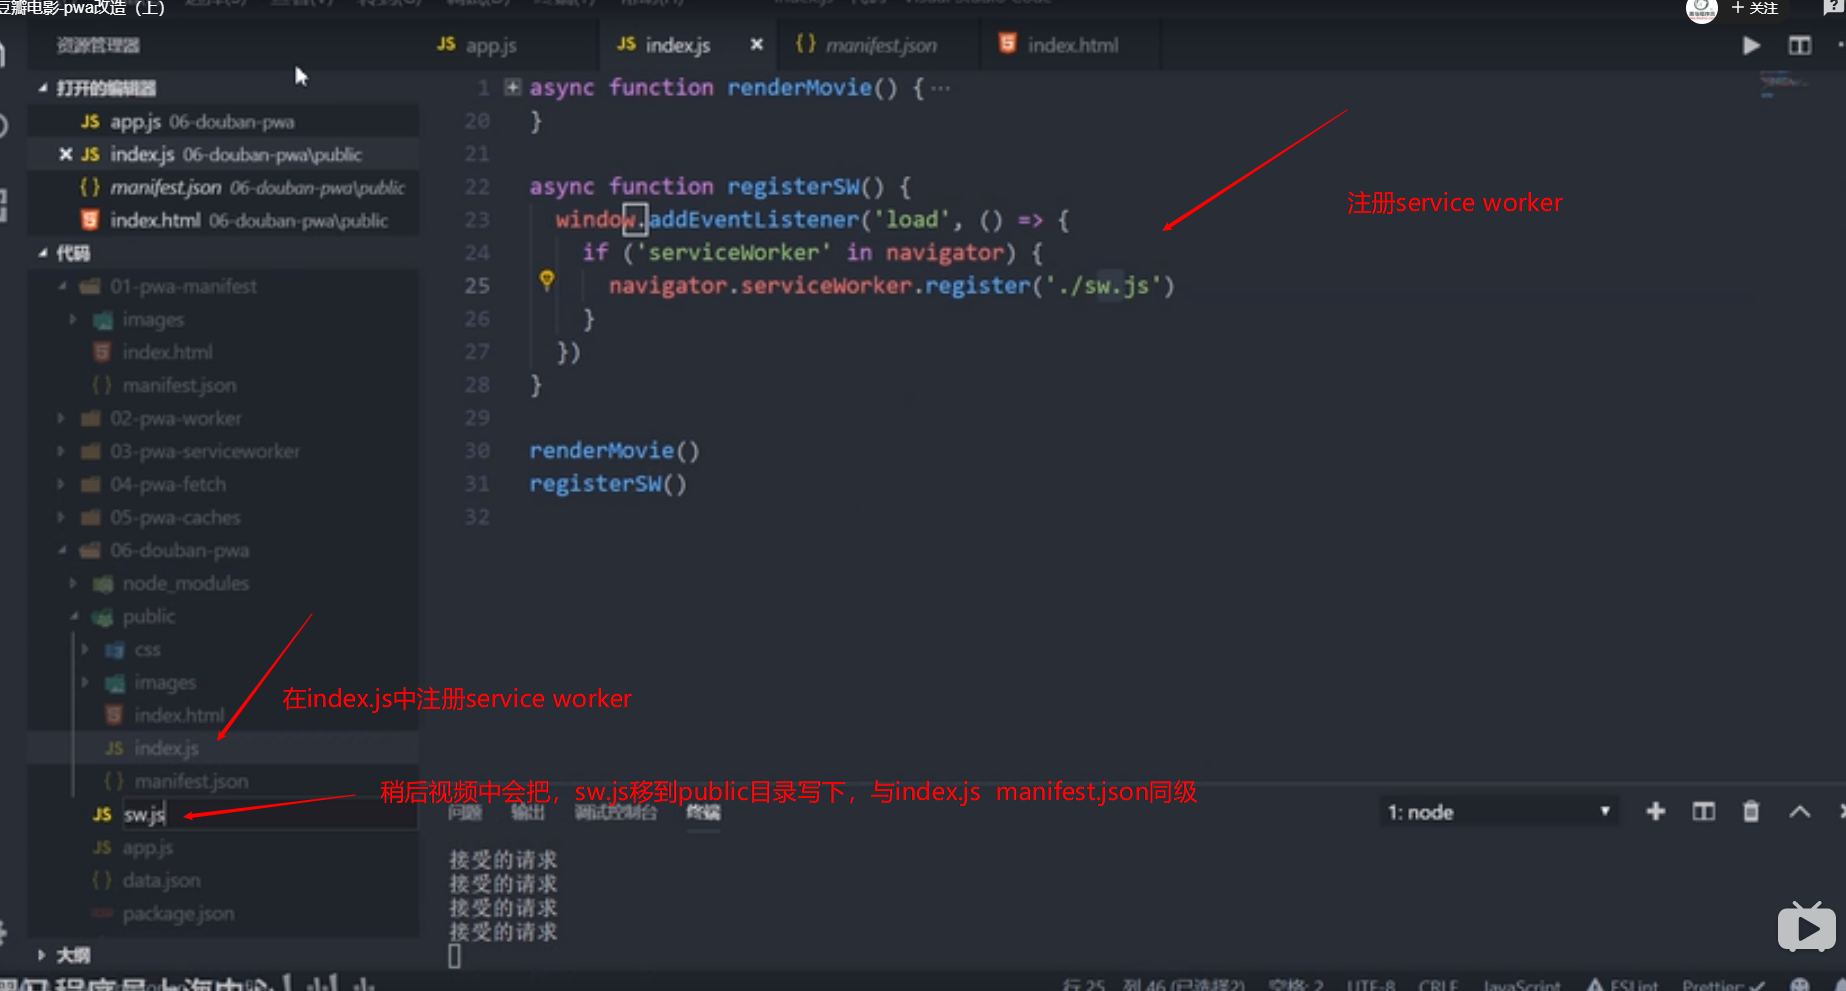 豆瓣电影-pwa改造（上）
+ 关注
资源管理器
JS app.js
JS index.js ×
{} manifest.json
index.html
打开的编辑器
JS app.js 06-douban-pwa
× JS index.js 06-douban-pwa\public
{} manifest.json 06-douban-pwa\public
index.html 06-douban-pwa\public
代码
01-pwa-manifest
images
index.html
{} manifest.json
02-pwa-worker
03-pwa-serviceworker
04-pwa-fetch
05-pwa-caches
06-douban-pwa
node_modules
public
css
images
index.html
JS index.js
{} manifest.json
JS sw.js
JS app.js
{} data.json
package.json
大纲
1 async function renderMovie() {…
20 }
21
22 async function registerSW() {
23 window.addEventListener('load', () => {
24 if ('serviceWorker' in navigator) {
25 navigator.serviceWorker.register('./sw.js')
26 }
27 })
28 }
29
30 renderMovie()
31 registerSW()
32
注册service worker
在index.js中注册service worker
稍后视频中会把，sw.js移到public目录写下，与index.js manifest.json同级
问题 输出 调试控制台 终端
1: node
接受的请求
接受的请求
接受的请求
接受的请求
行 25，列 46 (已选择2) 空格: 2 UTF-8 CRLF JavaScript ESLint Prettier: ✓